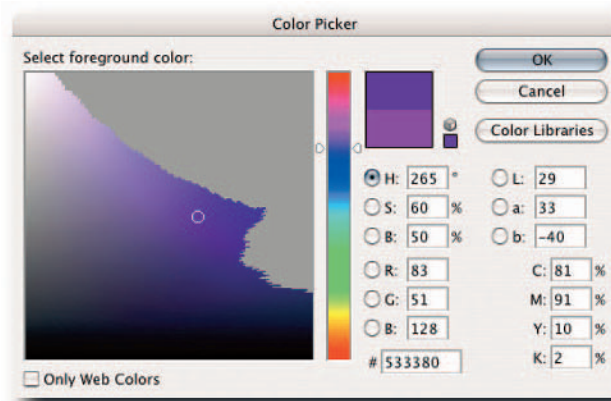 Color Picker
Select foreground color:
OK
Cancel
Color Libraries
H: 265 °
S: 60 %
B: 50 %
R: 83
G: 51
B: 128
# 533380
L: 29
a: 33
b: -40
C: 81 %
M: 91 %
Y: 10 %
K: 2 %
Only Web Colors